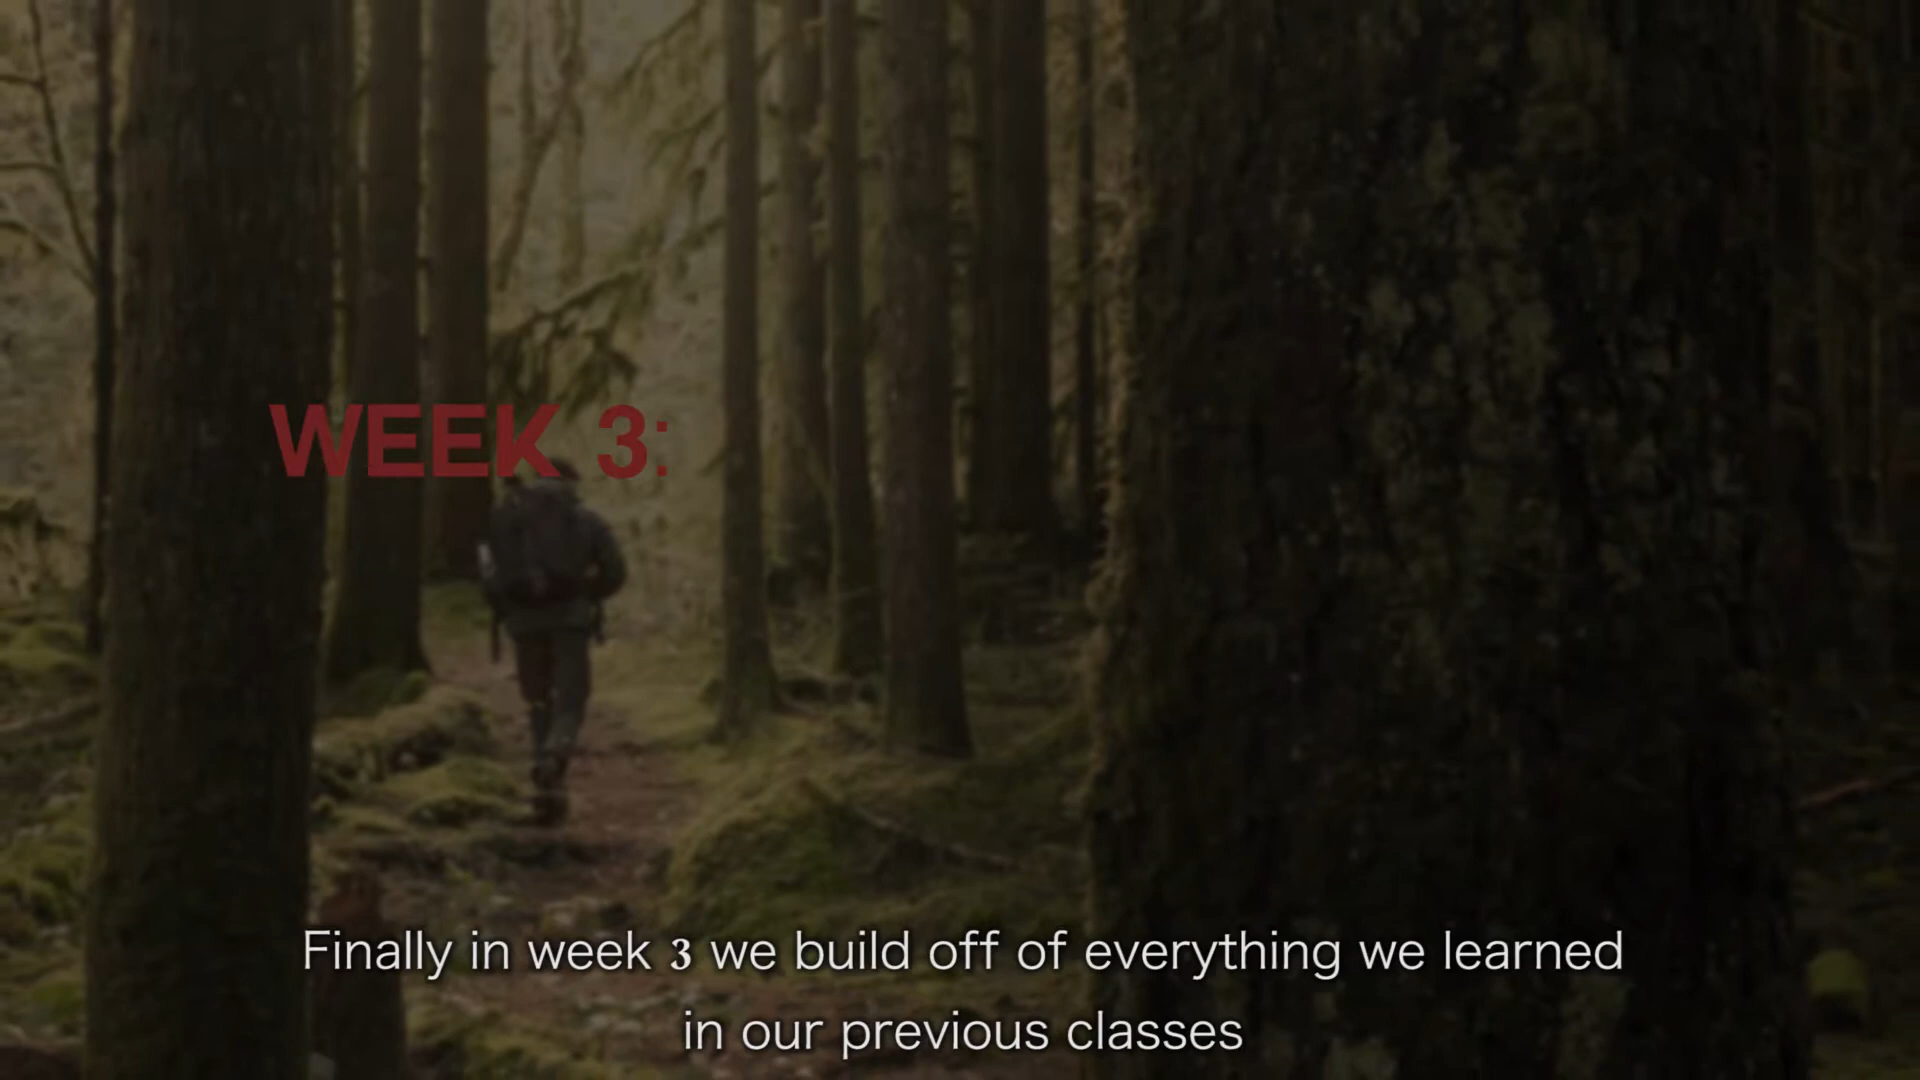 WEEK 3:
Finally in week 3 we build off of everything we learned
in our previous classes